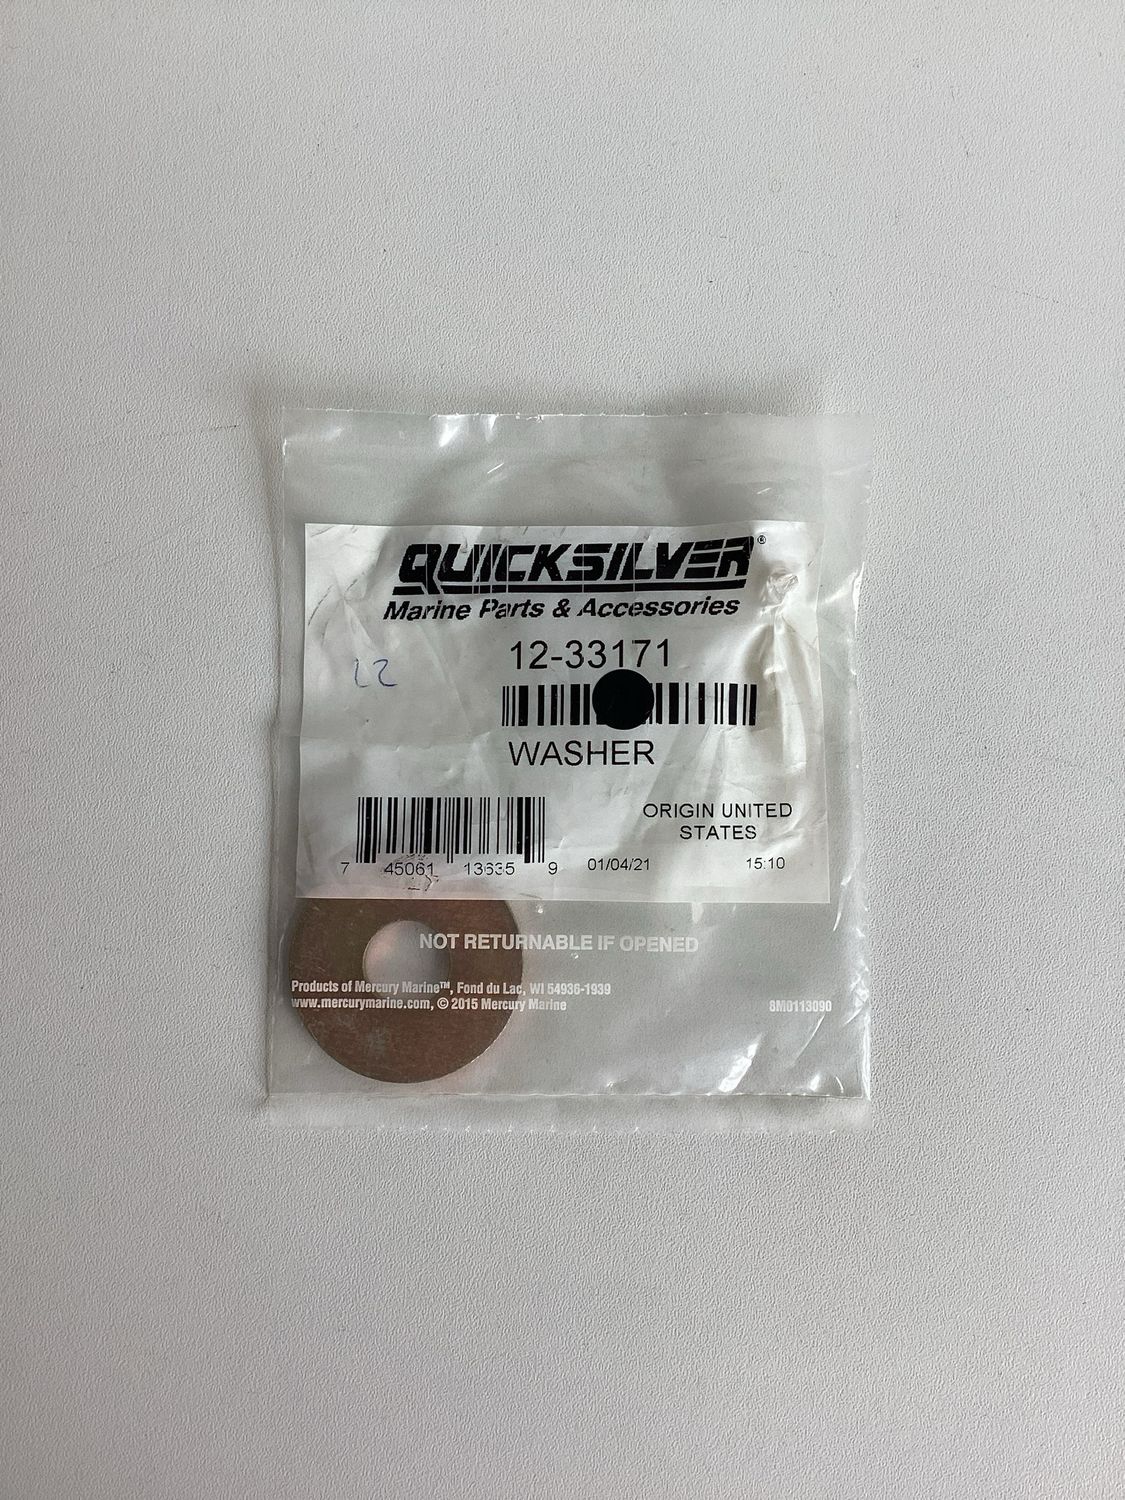 QUICKSILVER®
Marine Parts & Accessories
12-33171
WASHER
ORIGIN UNITED
STATES
7 45061 13635 9
01/04/21 15:10
NOT RETURNABLE IF OPENED
Products of Mercury Marine™, Fond du Lac, WI 54936-1939
www.mercurymarine.com, © 2015 Mercury Marine
8M0113090